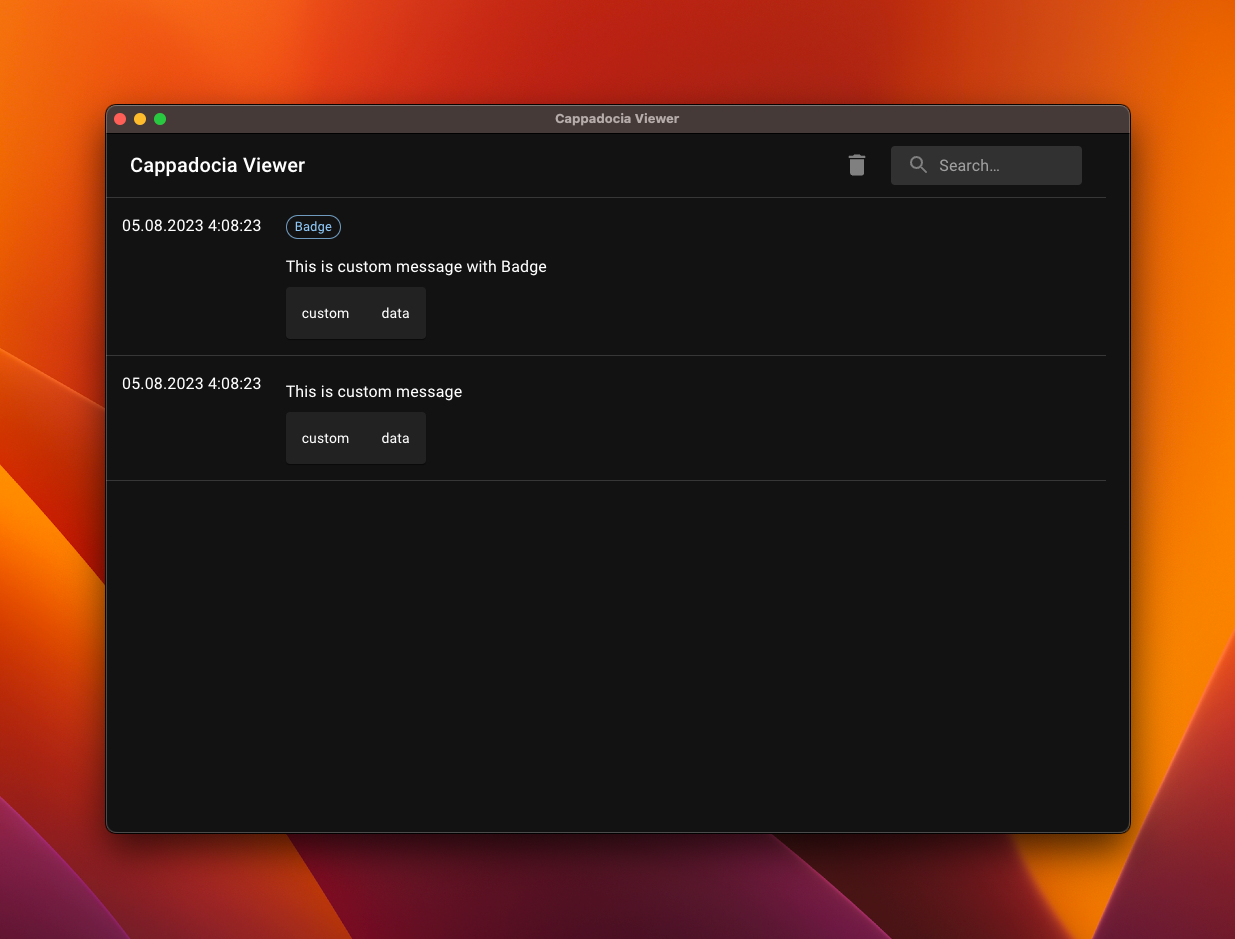 Cappadocia Viewer
Cappadocia Viewer
Search...
05.08.2023 4:08:23
Badge
This is custom message with Badge
custom data
05.08.2023 4:08:23
This is custom message
custom data